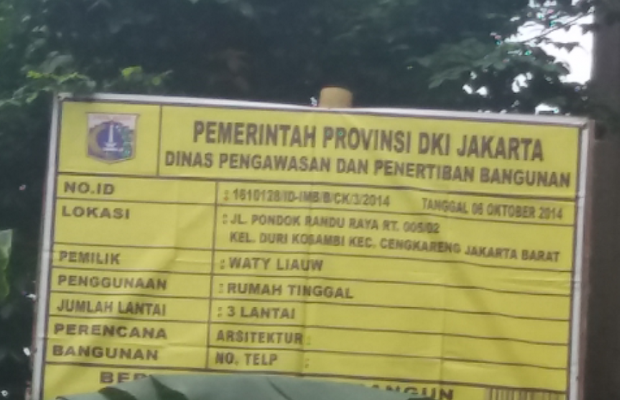 PEMERINTAH PROVINSI DKI JAKARTA
DINAS PENGAWASAN DAN PENERTIBAN BANGUNAN
NO.ID : 1610128/ID-IMB/B/CK/3/2014 TANGGAL 06 OKTOBER 2014
LOKASI : JL. PONDOK RANDU RAYA RT. 005/02
KEL. DURI KOSAMBI KEC. CENGKARENG JAKARTA BARAT
PEMILIK : WATY LIAUW
PENGGUNAAN : RUMAH TINGGAL
JUMLAH LANTAI : 3 LANTAI
PERENCANA ARSITEKTUR :
BANGUNAN NO. TELP :